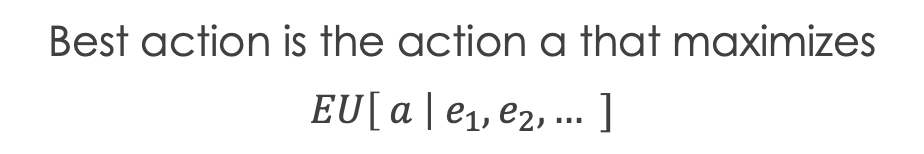 Best action is the action a that maximizes
EU[ a | e₁, e₂, … ]